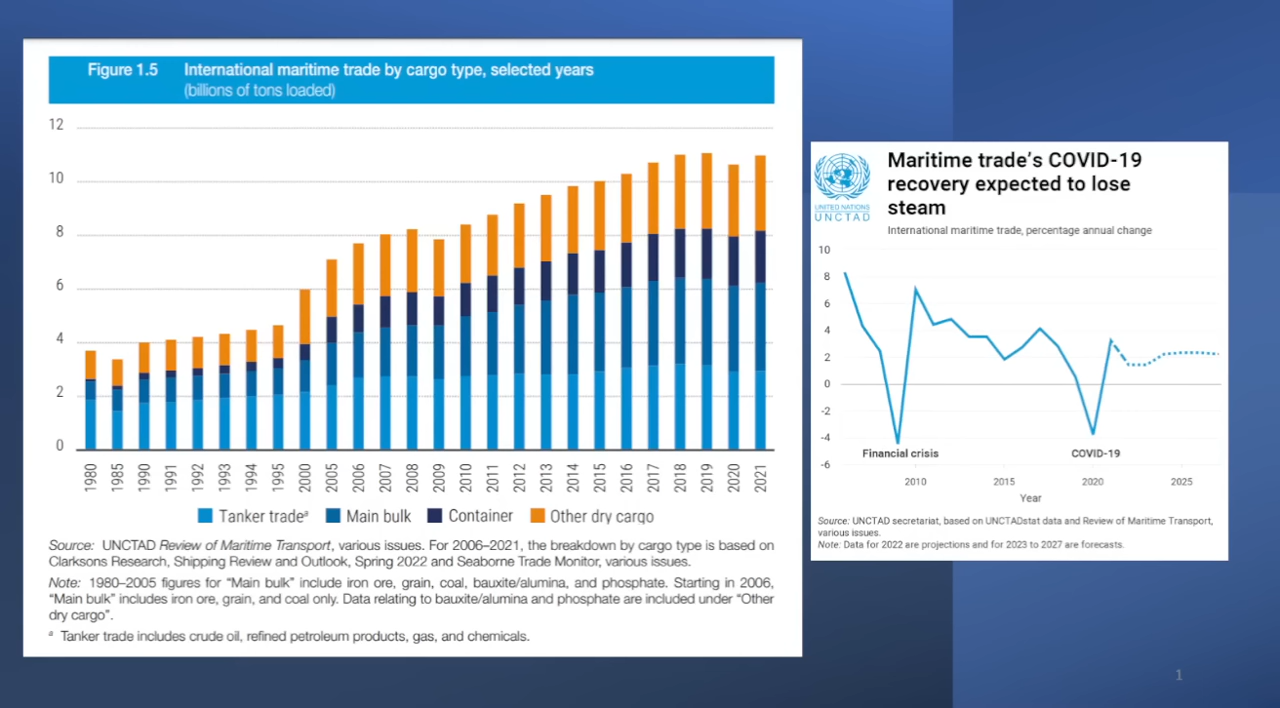 Figure 1.5 International maritime trade by cargo type, selected years
(billions of tons loaded)
12
10
8
6
4
2
0
1980 1985 1990 1991 1992 1993 1994 1995 2000 2005 2006 2007 2008 2009 2010 2011 2012 2013 2014 2015 2016 2017 2018 2019 2020 2021
Tanker tradeᵃ Main bulk Container Other dry cargo
Source: UNCTAD Review of Maritime Transport, various issues. For 2006–2021, the breakdown by cargo type is based on
Clarksons Research, Shipping Review and Outlook, Spring 2022 and Seaborne Trade Monitor, various issues.
Note: 1980–2005 figures for “Main bulk” include iron ore, grain, coal, bauxite/alumina, and phosphate. Starting in 2006,
“Main bulk” includes iron ore, grain, and coal only. Data relating to bauxite/alumina and phosphate are included under “Other
dry cargo”.
ᵃ Tanker trade includes crude oil, refined petroleum products, gas, and chemicals.
UNITED NATIONS
UNCTAD
Maritime trade’s COVID-19
recovery expected to lose
steam
International maritime trade, percentage annual change
10
8
6
4
2
0
-2
-4
-6
Financial crisis COVID-19
2010 2015 2020 2025
Year
Source: UNCTAD secretariat, based on UNCTADstat data and Review of Maritime Transport,
various issues.
Note: Data for 2022 are projections and for 2023 to 2027 are forecasts.
1